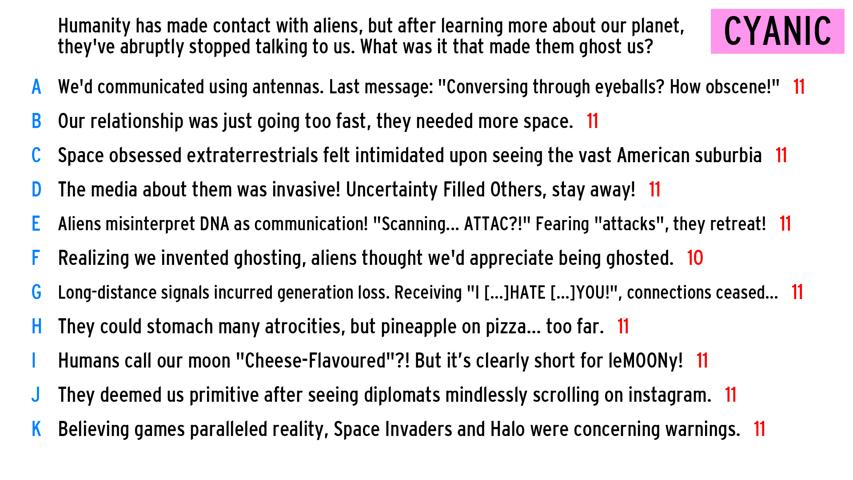 Humanity has made contact with aliens, but after learning more about our planet,
they've abruptly stopped talking to us. What was it that made them ghost us?
CYANIC
A We'd communicated using antennas. Last message: "Conversing through eyeballs? How obscene!" 11
B Our relationship was just going too fast, they needed more space. 11
C Space obsessed extraterrestrials felt intimidated upon seeing the vast American suburbia 11
D The media about them was invasive! Uncertainty Filled Others, stay away! 11
E Aliens misinterpret DNA as communication! "Scanning... ATTAC?!" Fearing "attacks", they retreat! 11
F Realizing we invented ghosting, aliens thought we'd appreciate being ghosted. 10
G Long-distance signals incurred generation loss. Receiving "I [...]HATE [...]YOU!", connections ceased... 11
H They could stomach many atrocities, but pineapple on pizza... too far. 11
I Humans call our moon "Cheese-Flavoured"?! But it's clearly short for leMOONy! 11
J They deemed us primitive after seeing diplomats mindlessly scrolling on instagram. 11
K Believing games paralleled reality, Space Invaders and Halo were concerning warnings. 11